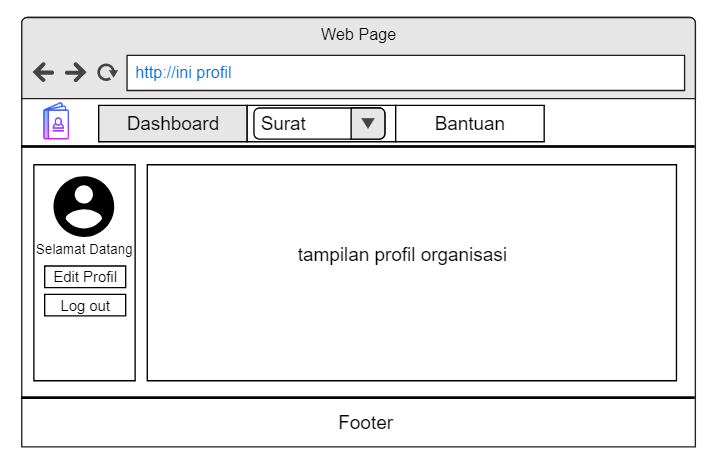 Web Page
http://ini profil
Dashboard
Surat
Bantuan
Selamat Datang
Edit Profil
Log out
tampilan profil organisasi
Footer